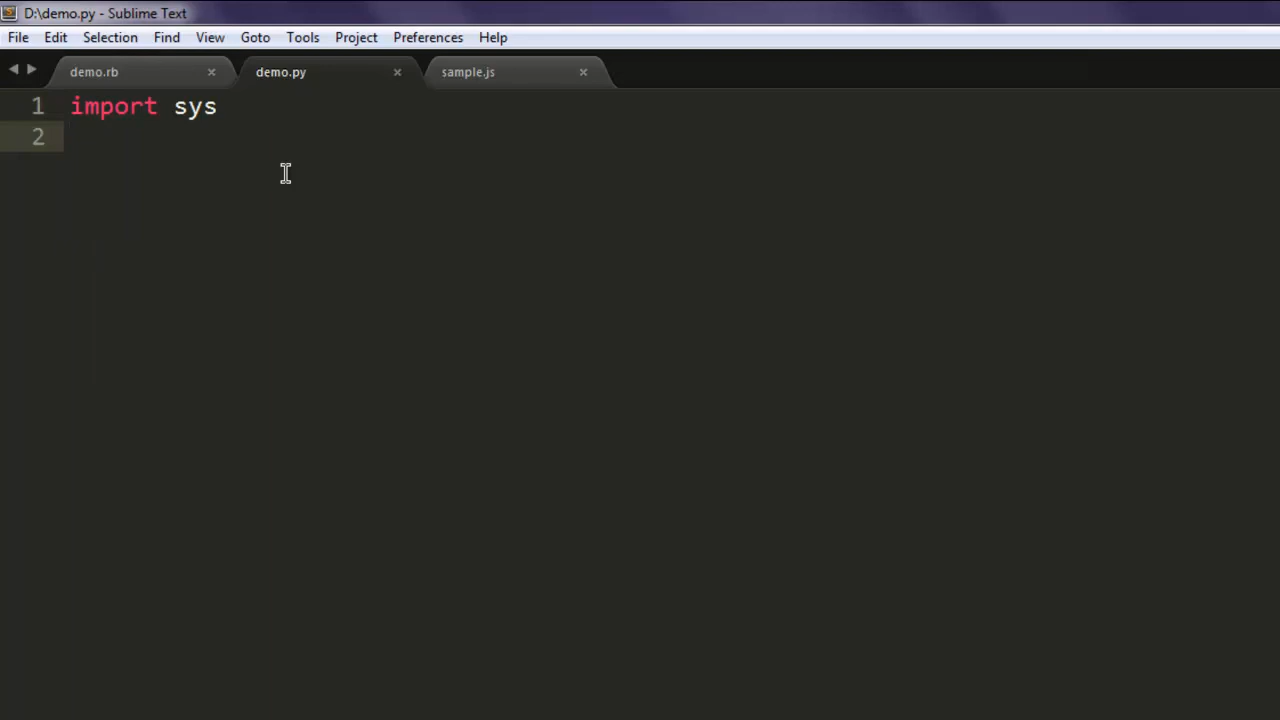 D:\demo.py - Sublime Text
File Edit Selection Find View Goto Tools Project Preferences Help
demo.rb demo.py sample.js
1 import sys
2